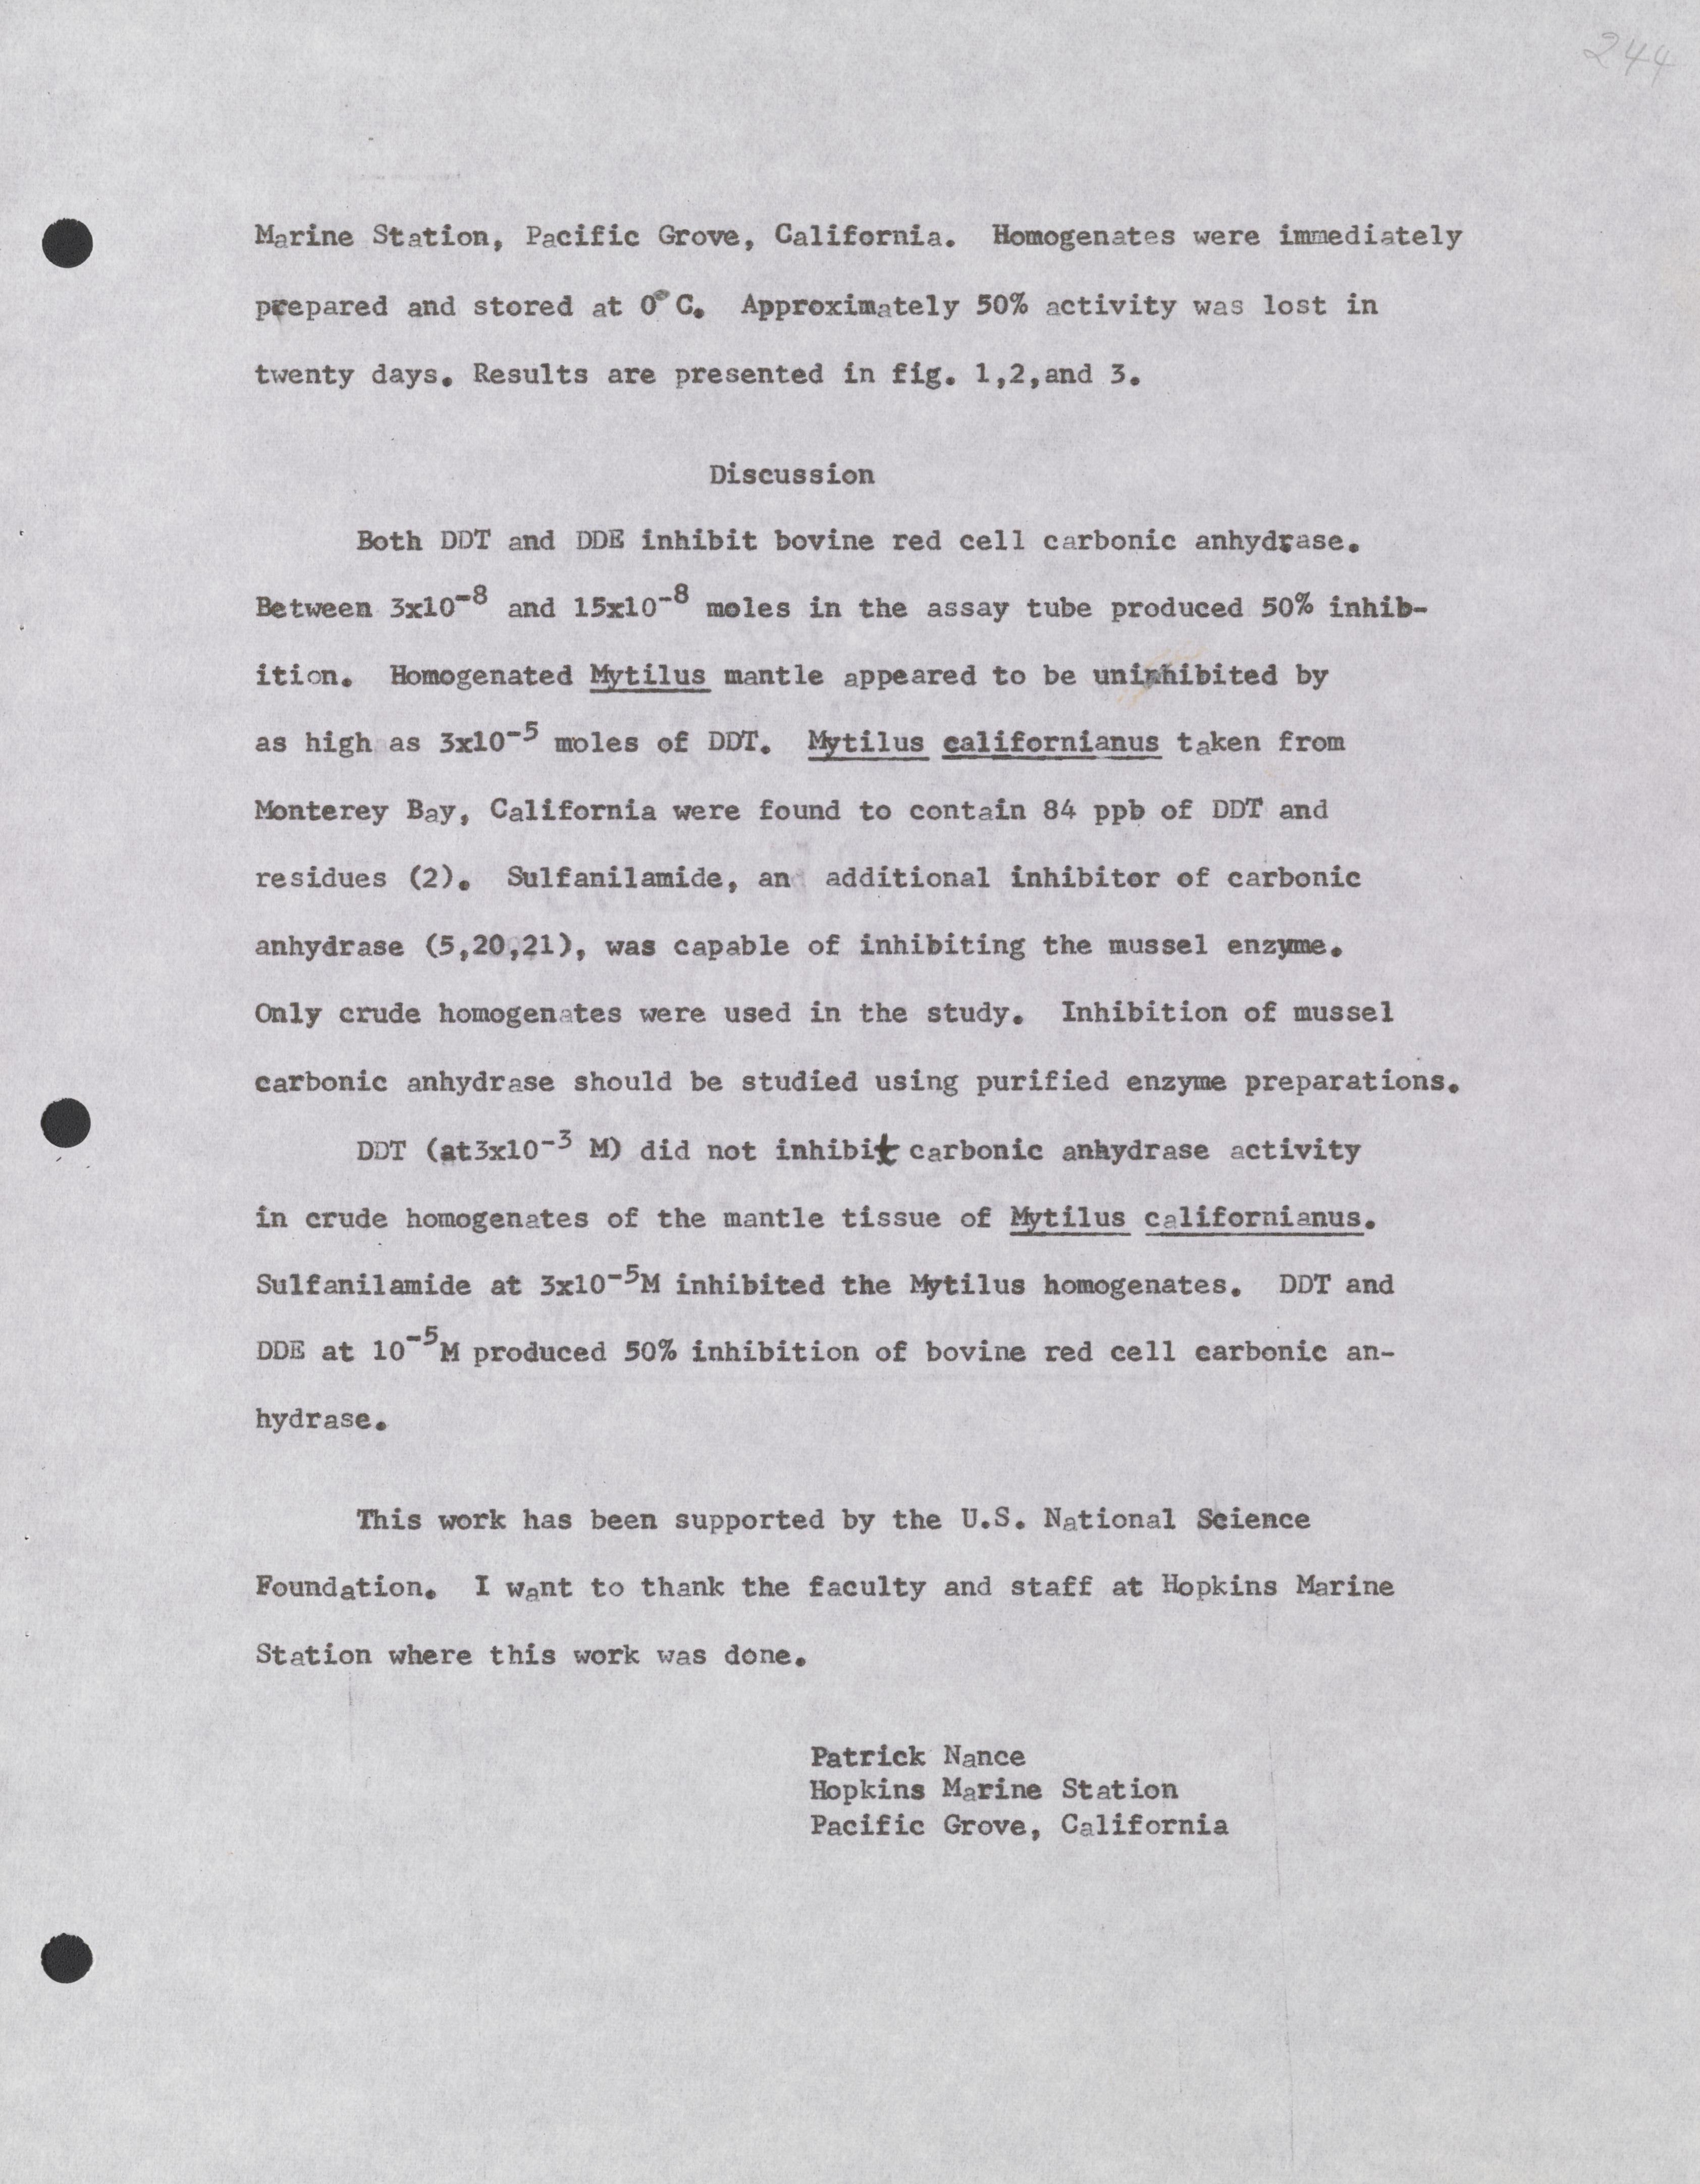 244
Marine Station, Pacific Grove, California. Homogenates were immediately
prepared and stored at 0° C. Approximately 50% activity was lost in
twenty days. Results are presented in fig. 1,2,and 3.
Discussion
Both DDT and DDE inhibit bovine red cell carbonic anhydrase.
Between 3x10⁻⁸ and 15x10⁻⁸ moles in the assay tube produced 50% inhib-
ition. Homogenated Mytilus mantle appeared to be uninhibited by
as high as 3x10⁻⁵ moles of DDT. Mytilus californianus taken from
Monterey Bay, California were found to contain 84 ppb of DDT and
residues (2). Sulfanilamide, an additional inhibitor of carbonic
anhydrase (5,20,21), was capable of inhibiting the mussel enzyme.
Only crude homogenates were used in the study. Inhibition of mussel
carbonic anhydrase should be studied using purified enzyme preparations.
DDT (at3x10⁻³ M) did not inhibit carbonic anhydrase activity
in crude homogenates of the mantle tissue of Mytilus californianus.
Sulfanilamide at 3x10⁻⁵M inhibited the Mytilus homogenates. DDT and
DDE at 10⁻⁵M produced 50% inhibition of bovine red cell carbonic an-
hydrase.
This work has been supported by the U.S. National Science
Foundation. I want to thank the faculty and staff at Hopkins Marine
Station where this work was done.
Patrick Nance
Hopkins Marine Station
Pacific Grove, California